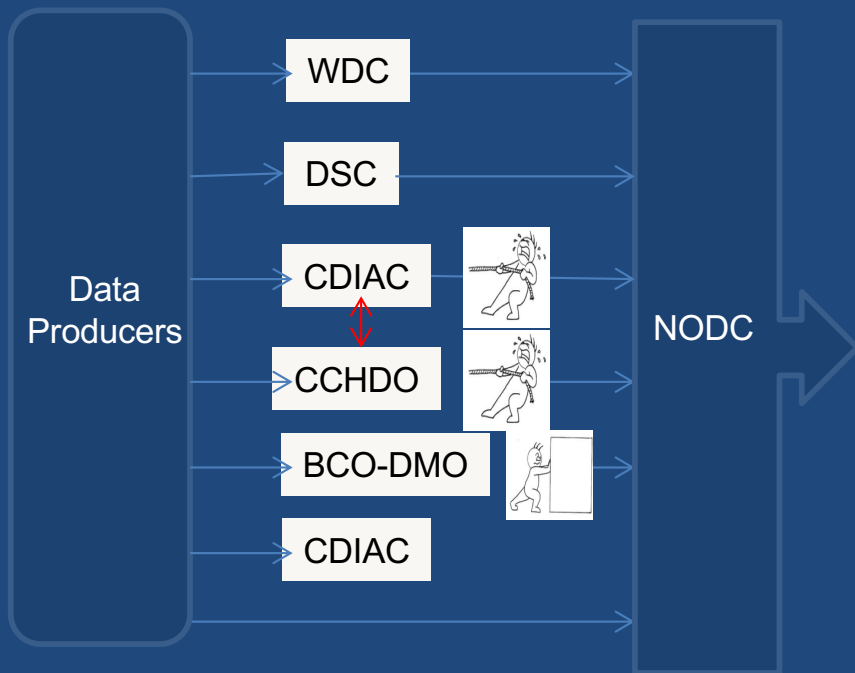 Data
Producers
WDC
DSC
CDIAC
CCHDO
BCO-DMO
CDIAC
NODC